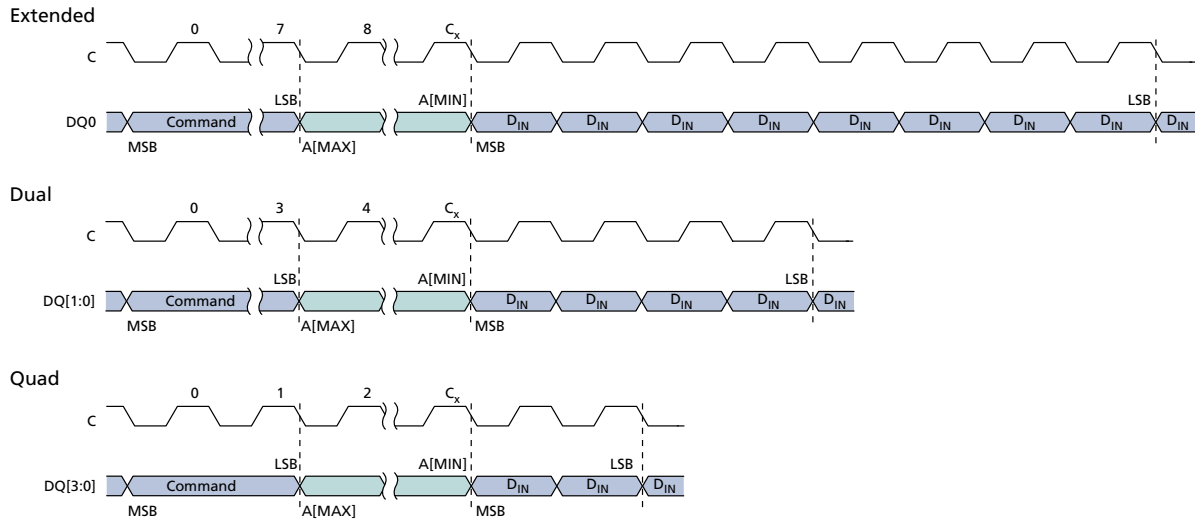 Extended
0 7 8 Cx
C
LSB A[MIN] LSB
DQ0 Command DIN DIN DIN DIN DIN DIN DIN DIN DIN
MSB A[MAX] MSB
Dual
0 3 4 Cx
C
LSB A[MIN] LSB
DQ[1:0] Command DIN DIN DIN DIN DIN
MSB A[MAX] MSB
Quad
0 1 2 Cx
C
LSB A[MIN] LSB
DQ[3:0] Command DIN DIN DIN
MSB A[MAX] MSB